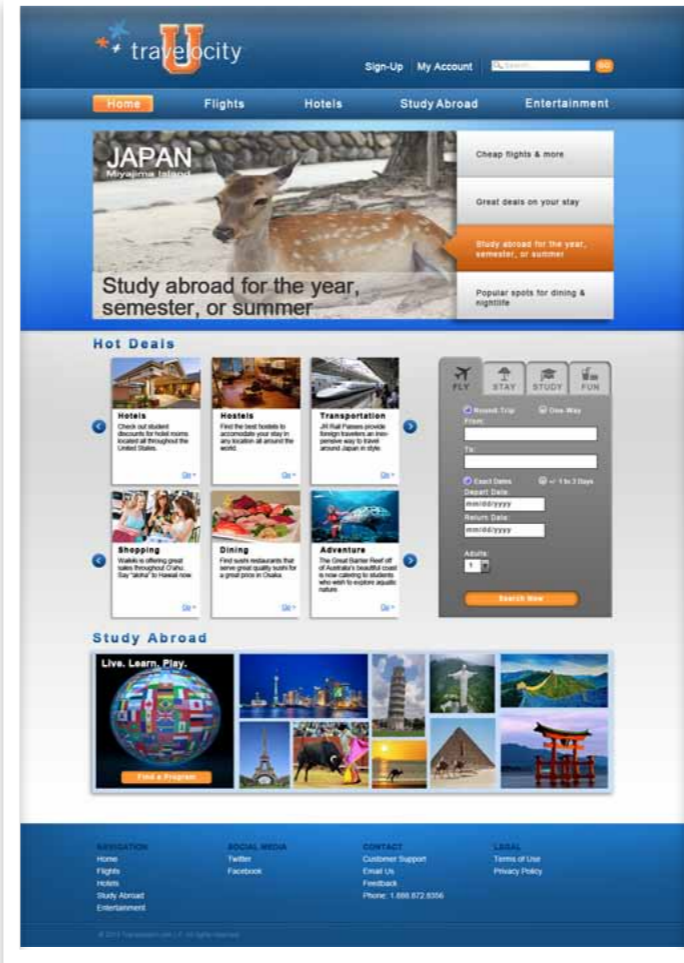 travelocity
U
Sign-Up My Account Search GO
Home Flights Hotels Study Abroad Entertainment
JAPAN
Miyajima Island
Study abroad for the year,
semester, or summer
Cheap flights & more
Great deals on your stay
Study abroad for the year,
semester, or summer
Popular spots for dining &
nightlife
Hot Deals
Hotels
Check out student
discounts for hotel rooms
located all throughout the
United States.
Go
Hostels
Find the best hostels to
accomodate your stay in
any location all around the
world.
Go
Transportation
JR Rail Passes provide
foreign travelers an inex-
pensive way to travel
around Japan in style.
Go
Shopping
Waikiki is offering great
sales throughout O'ahu.
Say "aloha" to Hawaii now.
Go
Dining
Find sushi restaurants that
serve great quality sushi for
a great price in Osaka.
Go
Adventure
The Great Barrier Reef off
of Australia's beautiful coast
is now catering to students
who wish to explore aquatic
nature.
Go
FLY STAY STUDY FUN
Round Trip One Way
From:
To:
Exact Dates +/- 1 to 3 Days
Depart Date:
mm/dd/yyyy
Return Date:
mm/dd/yyyy
Adults:
1
Search Now
Study Abroad
Live. Learn. Play.
Find a Program
NAVIGATION
Home
Flights
Hotels
Study Abroad
Entertainment
SOCIAL MEDIA
Twitter
Facebook
CONTACT
Customer Support
Email Us
Feedback
Phone: 1.888.872.8356
LEGAL
Terms of Use
Privacy Policy